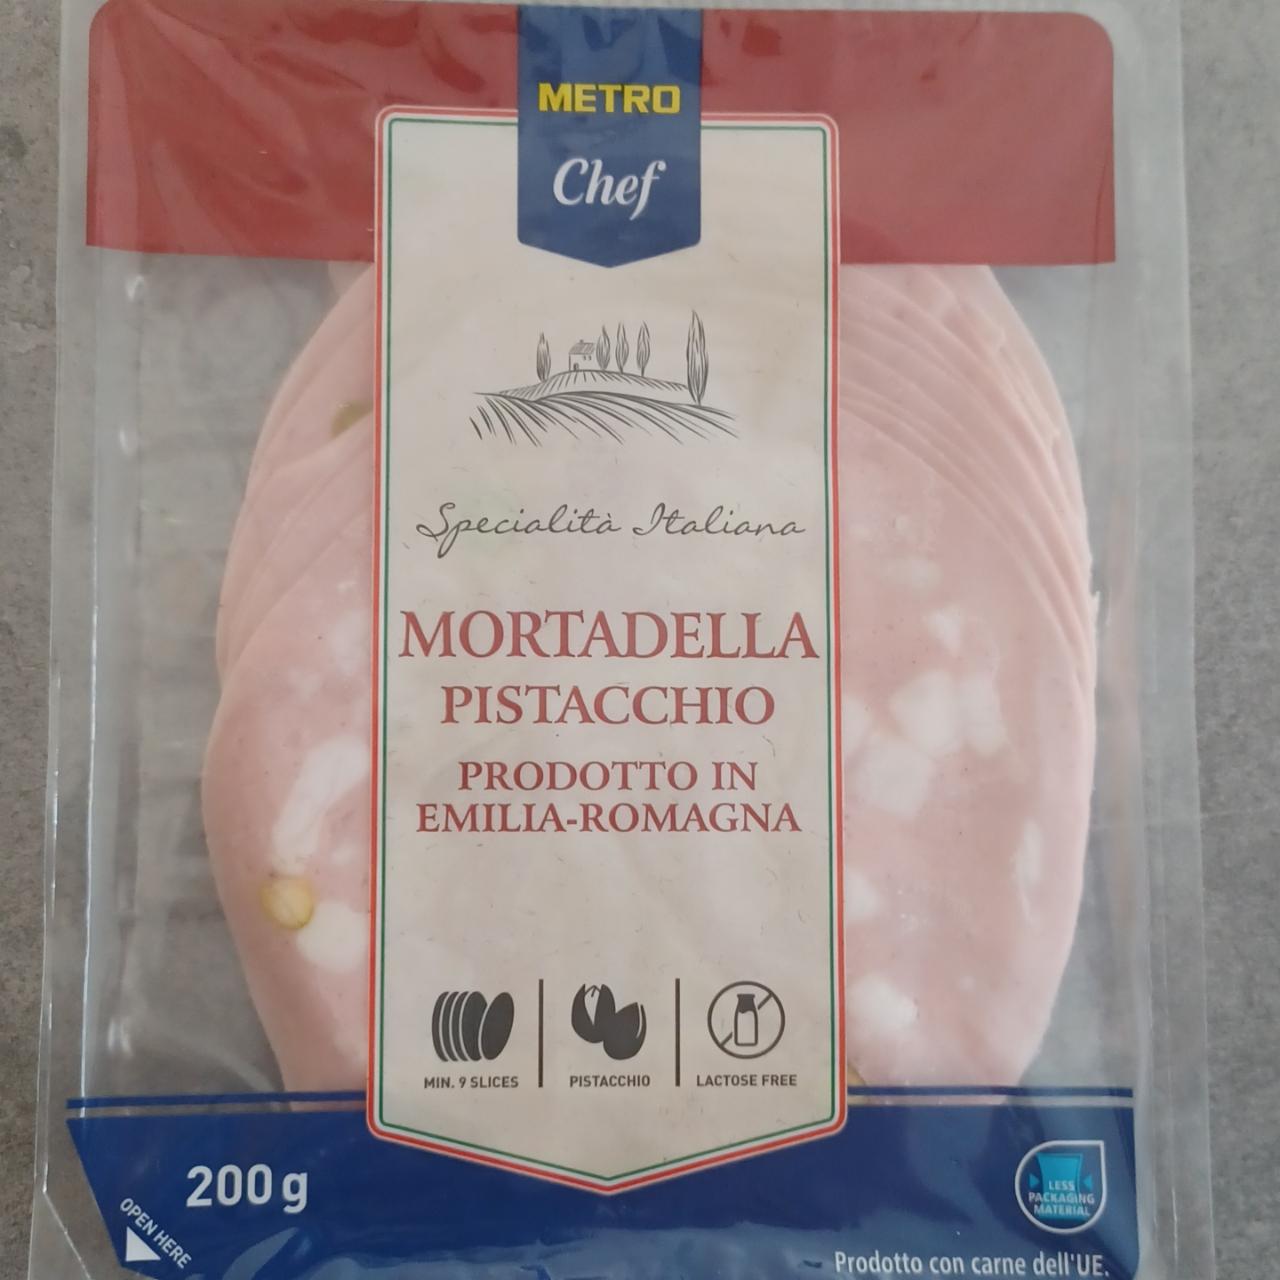 METRO
Chef
Specialità Italiana
MORTADELLA
PISTACCHIO
PRODOTTO IN
EMILIA-ROMAGNA
MIN. 9 SLICES
PISTACCHIO
LACTOSE FREE
200 g
OPEN HERE
LESS
PACKAGING
MATERIAL
Prodotto con carne dell'UE.